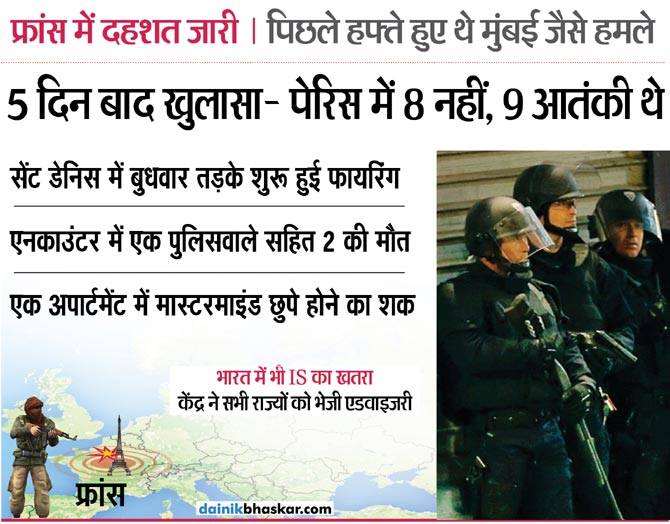 फ्रांस में दहशत जारी | पिछले हफ्ते हुए थे मुंबई जैसे हमले
5 दिन बाद खुलासा- पेरिस में 8 नहीं, 9 आतंकी थे
सेंट डेनिस में बुधवार तड़के शुरू हुई फायरिंग
एनकाउंटर में एक पुलिसवाले सहित 2 की मौत
एक अपार्टमेंट में मास्टरमाइंड छुपे होने का शक
भारत में भी IS का खतरा
केंद्र ने सभी राज्यों को भेजी एडवाइजरी
फ्रांस
dainikbhaskar.com